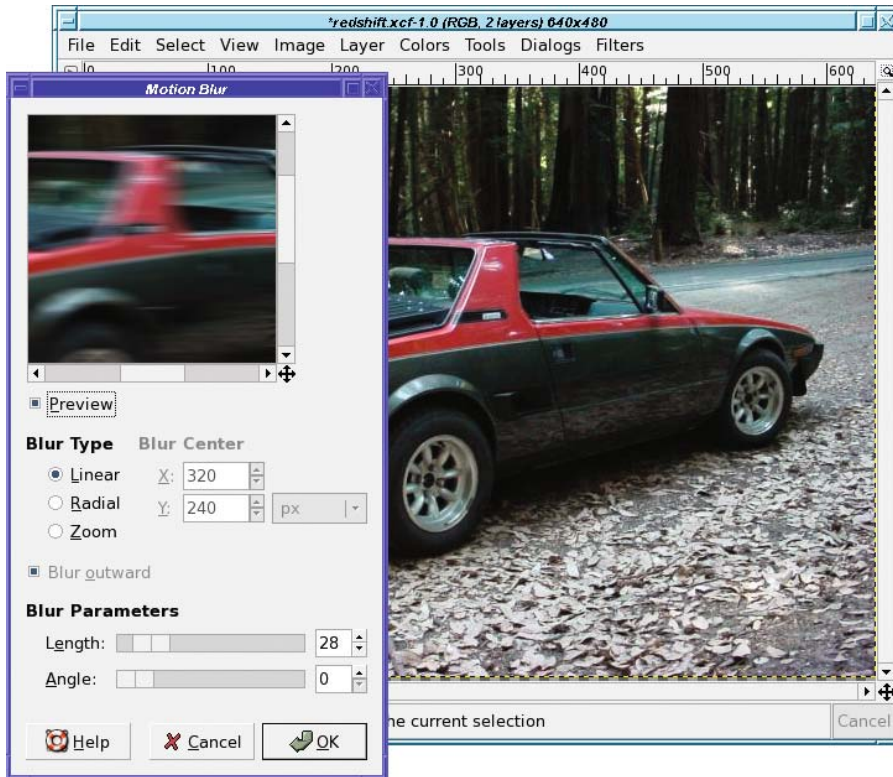 *redshift.xcf-1.0 (RGB, 2 layers) 640x480
File Edit Select View Image Layer Colors Tools Dialogs Filters
0 100 200 300 400 500 600
Motion Blur
Preview
Blur Type Blur Center
Linear X: 320
Radial Y: 240 px
Zoom
Blur outward
Blur Parameters
Length: 28
Angle: 0
Help Cancel OK
he current selection Cancel